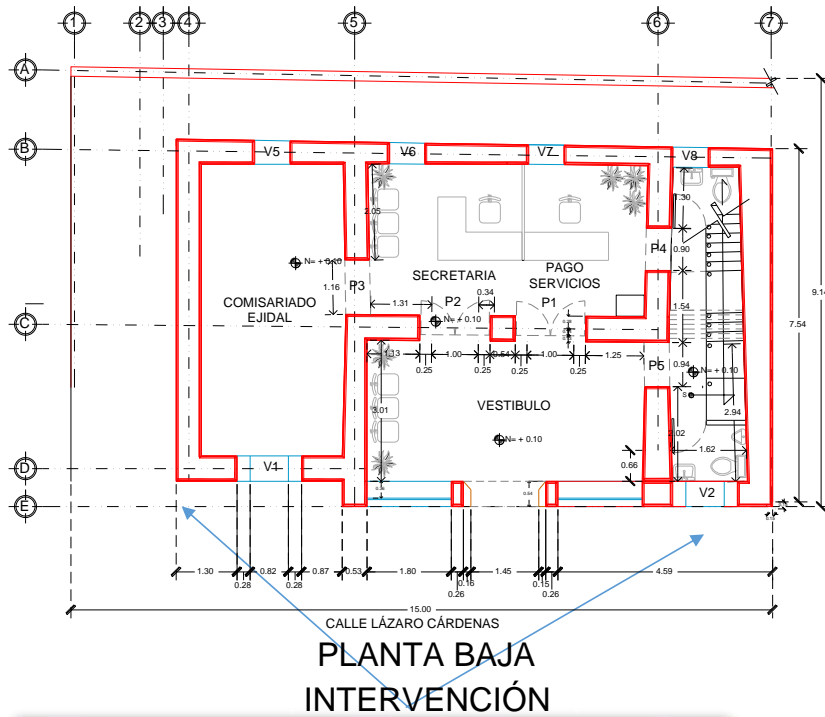 1 2 3 4 5 6 7
A
B
V5 V6 V7 V8
1.30
2.05
P4 0.90
N= + 0.10
SECRETARIA
PAGO
SERVICIOS
9.14
7.54
1.16 P3
1.31 P2 0.34 P1
COMISARIADO
EJIDAL
1.54
C
N= + 0.10
1.13 1.00 0.54 1.00 1.25
0.25 0.25 0.25 0.25
P5 0.94
N= + 0.10
S
VESTIBULO
3.01
2.94
N= + 0.10
2.02
1.62
0.66
D
V1
0.54
V2
E
1.30 0.82 0.87 0.53 1.80 1.45 4.59
0.28 0.28 0.26 0.16 0.15 0.26
15.00
CALLE LÁZARO CÁRDENAS
PLANTA BAJA
INTERVENCIÓN